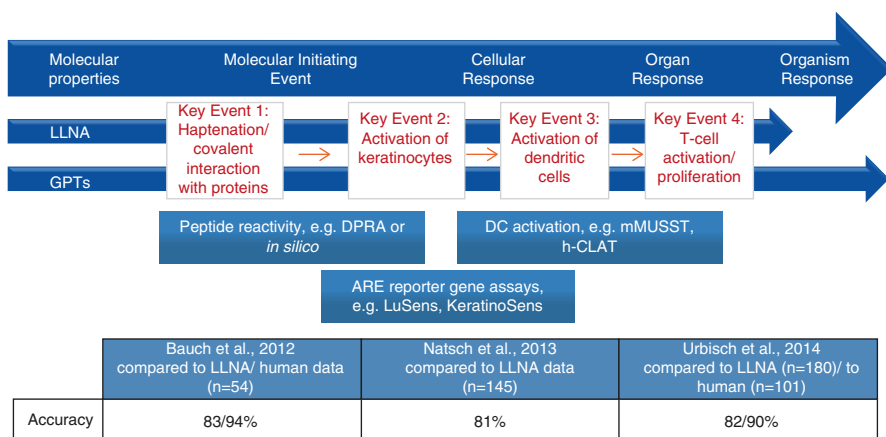 Molecular
properties
Molecular Initiating
Event
Cellular
Response
Organ
Response
Organism
Response
LLNA
GPTs
Key Event 1:
Haptenation/
covalent
interaction
with proteins
Key Event 2:
Activation of
keratinocytes
Key Event 3:
Activation of
dendritic
cells
Key Event 4:
T-cell
activation/
proliferation
Peptide reactivity, e.g. DPRA or
in silico
DC activation, e.g. mMUSST,
h-CLAT
ARE reporter gene assays,
e.g. LuSens, KeratinoSens
Bauch et al., 2012
compared to LLNA/ human data
(n=54)
Natsch et al., 2013
compared to LLNA data
(n=145)
Urbisch et al., 2014
compared to LLNA (n=180)/ to
human (n=101)
Accuracy
83/94%
81%
82/90%